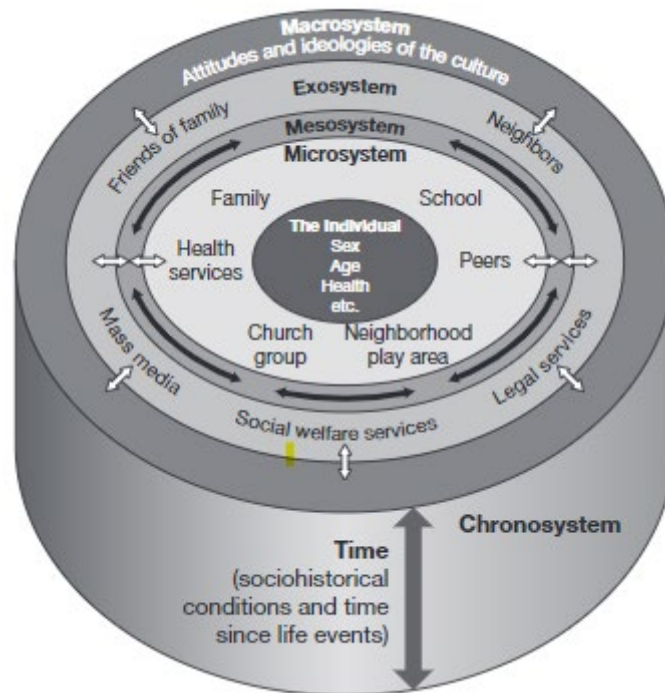 Macrosystem
Attitudes and ideologies of the culture
Exosystem
Mesosystem
Microsystem
Friends of family
Neighbors
Family
School
The Individual
Sex
Age
Health
etc.
Health
services
Peers
Church
group
Neighborhood
play area
Mass media
Legal services
Social welfare services
Chronosystem
Time
(sociohistorical
conditions and time
since life events)